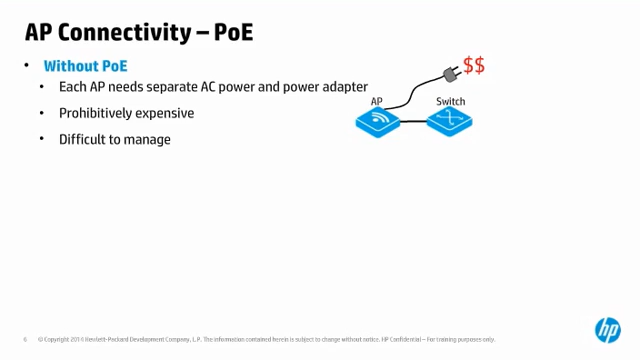 AP Connectivity – PoE
• Without PoE
• Each AP needs separate AC power and power adapter
• Prohibitively expensive
• Difficult to manage
$$
AP
Switch
6 © Copyright 2014 Hewlett-Packard Development Company, L.P. The information contained herein is subject to change without notice. HP Confidential – For training purposes only.
hp